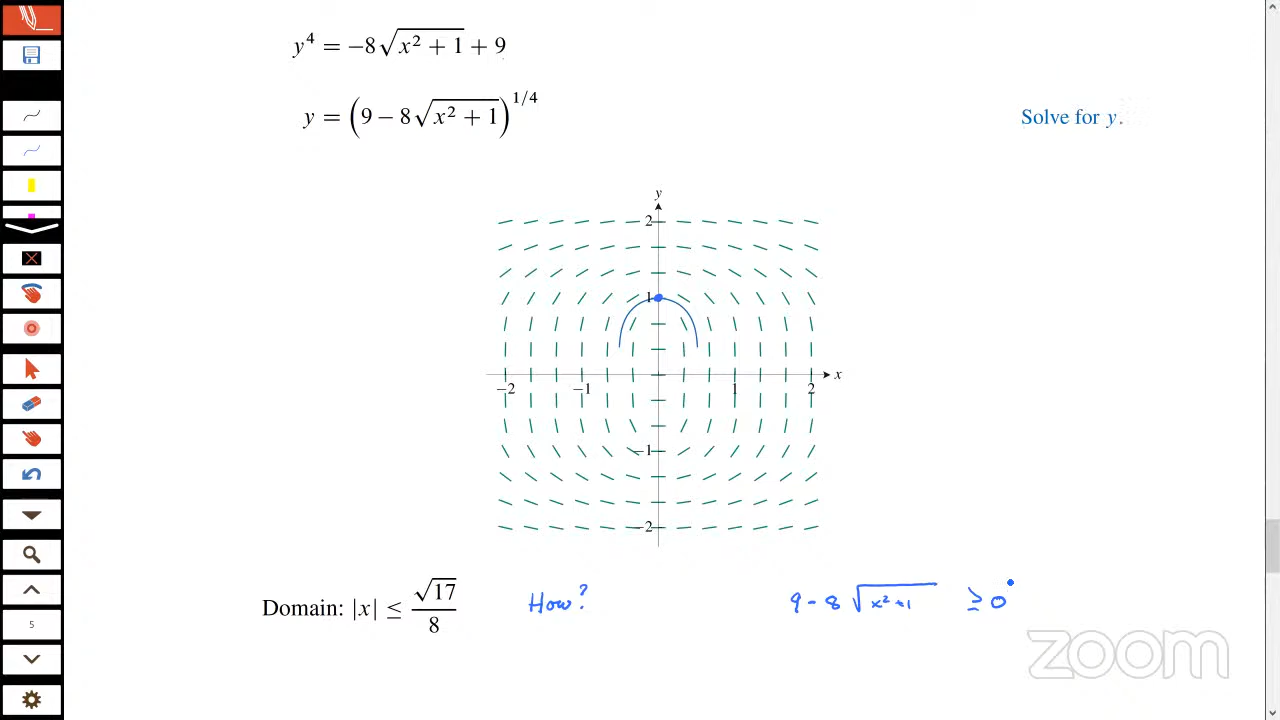 y⁴ = −8√(x² + 1) + 9
y = (9 − 8√(x² + 1))^(1/4)
Solve for y.
y
2
1
x
−2 −1 1 2
−1
−2
Domain: |x| ≤ √17/8 How? 9 - 8 √(x² + 1) ≥ 0
zoom
5